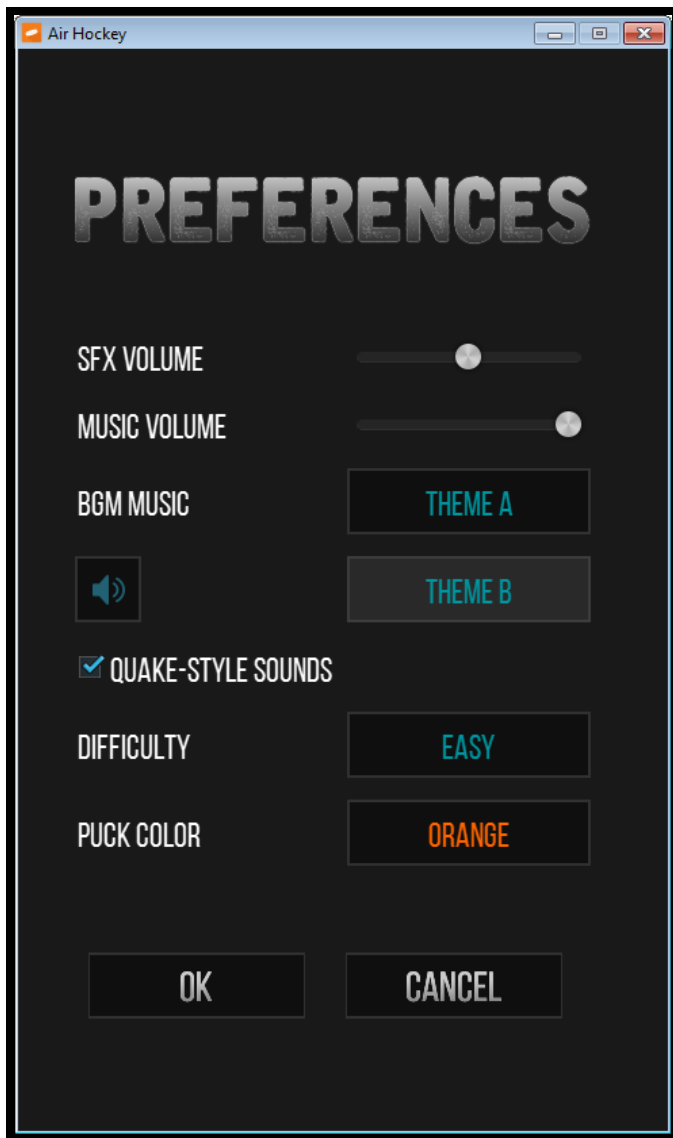 Air Hockey
PREFERENCES
SFX VOLUME
MUSIC VOLUME
BGM MUSIC THEME A
THEME B
QUAKE-STYLE SOUNDS
DIFFICULTY EASY
PUCK COLOR ORANGE
OK CANCEL